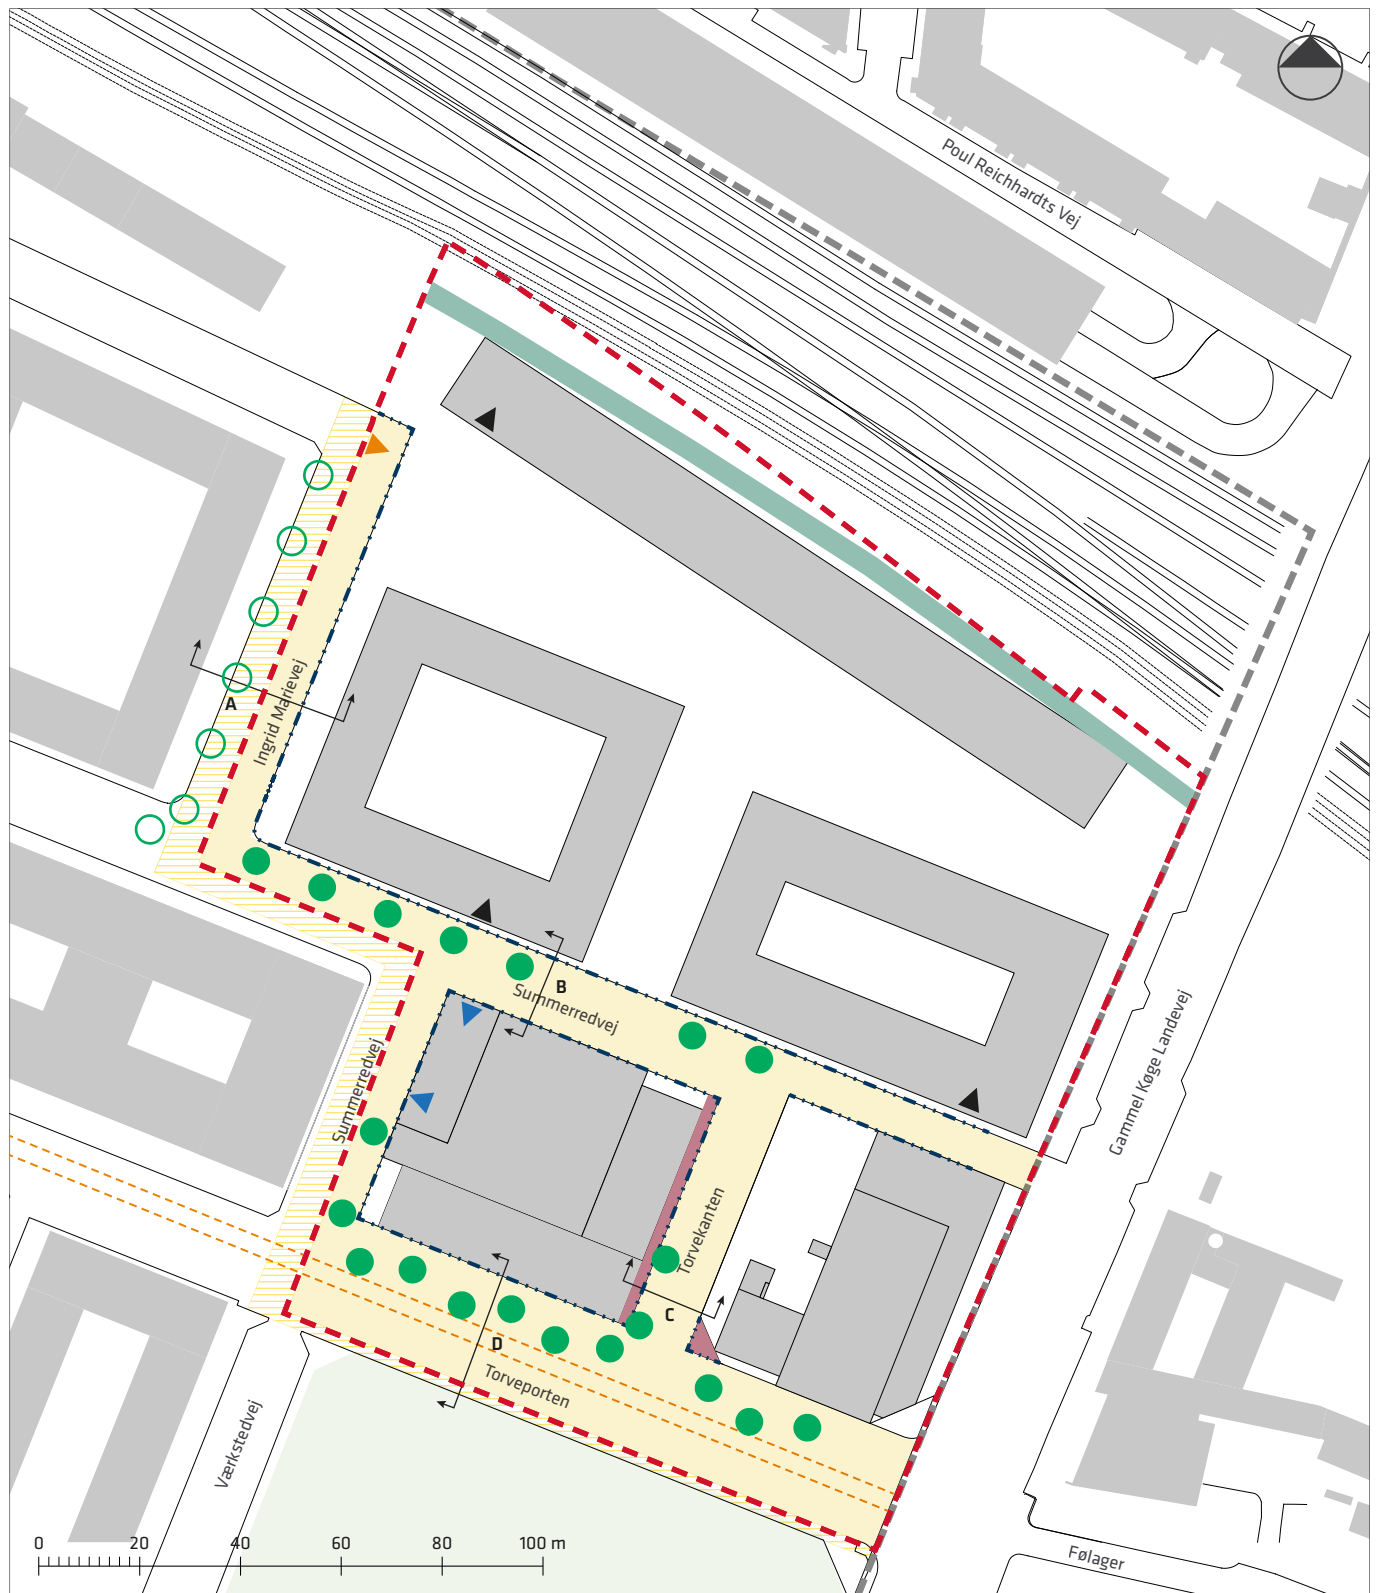 Poul Reichhardts Vej
A
Ingrid Marievej
B
Summerredvej
Gammel Køge Landevej
Summerredvej
Torvekanten
C
D
Torveporten
Værkstedvej
0 20 40 60 80 100 m
Følager